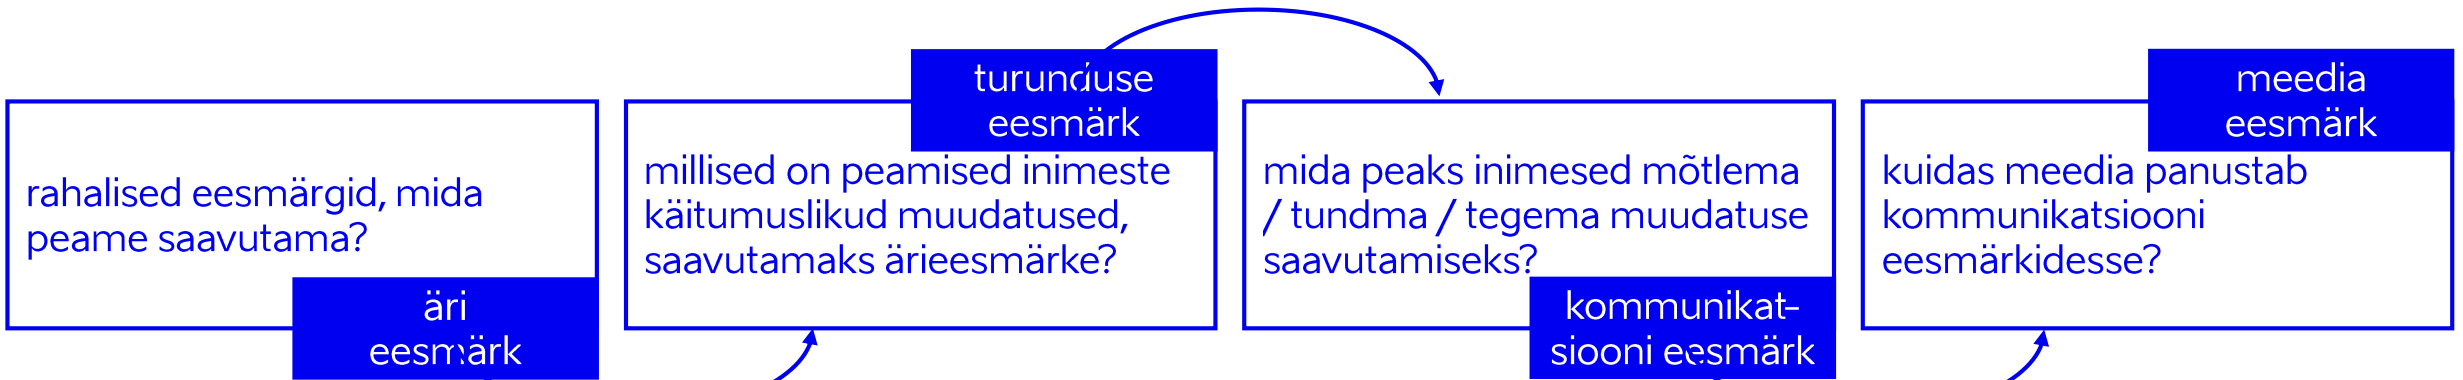 rahalised eesmärgid, mida
peame saavutama?
äri
eesmärk
turunduse
eesmärk
millised on peamised inimeste
käitumuslikud muudatused,
saavutamaks ärieesmärke?
mida peaks inimesed mõtlema
/ tundma / tegema muudatuse
saavutamiseks?
kommunikat-
siooni eesmärk
meedia
eesmärk
kuidas meedia panustab
kommunikatsiooni
eesmärkidesse?